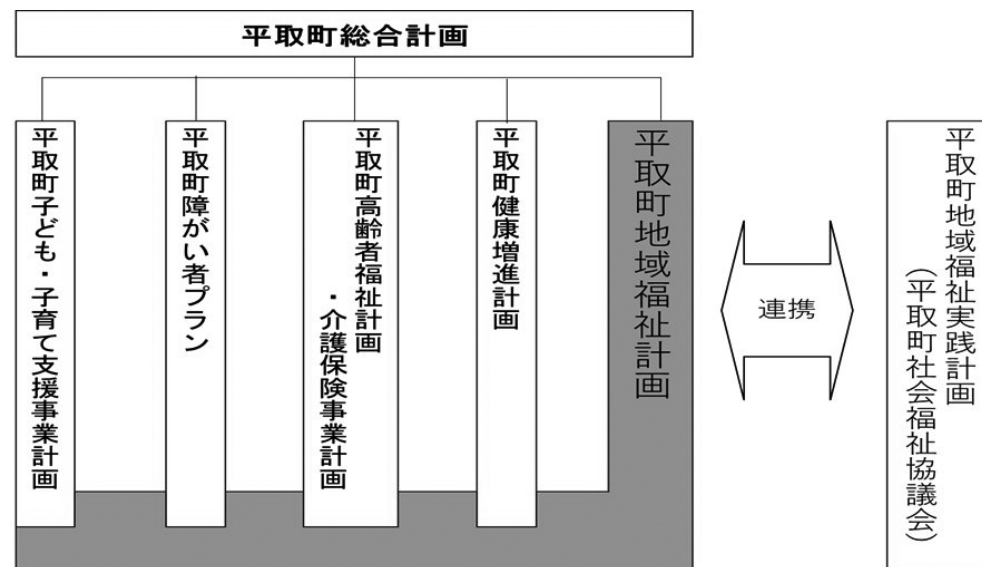 平取町総合計画
平取町子ども・子育て支援事業計画
平取町障がい者プラン
平取町高齢者福祉計画
・介護保険事業計画
平取町健康増進計画
平取町地域福祉計画
連携
平取町地域福祉実践計画
（平取町社会福祉協議会）